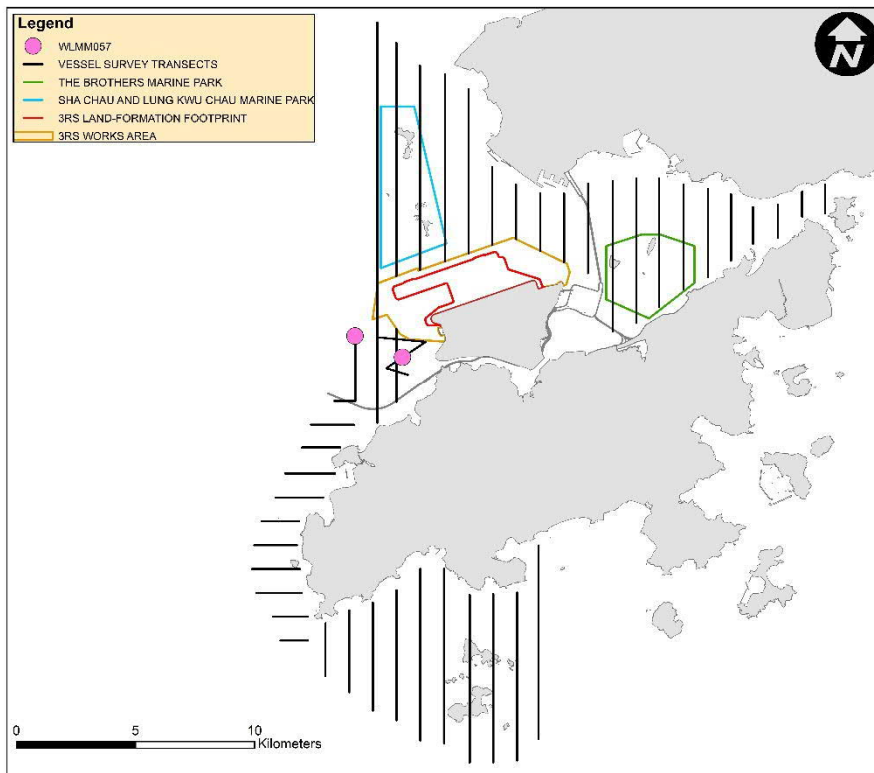 Legend
WLMM057
VESSEL SURVEY TRANSECTS
THE BROTHERS MARINE PARK
SHA CHAU AND LUNG KWU CHAU MARINE PARK
3RS LAND-FORMATION FOOTPRINT
3RS WORKS AREA
N
0 5 10
Kilometers